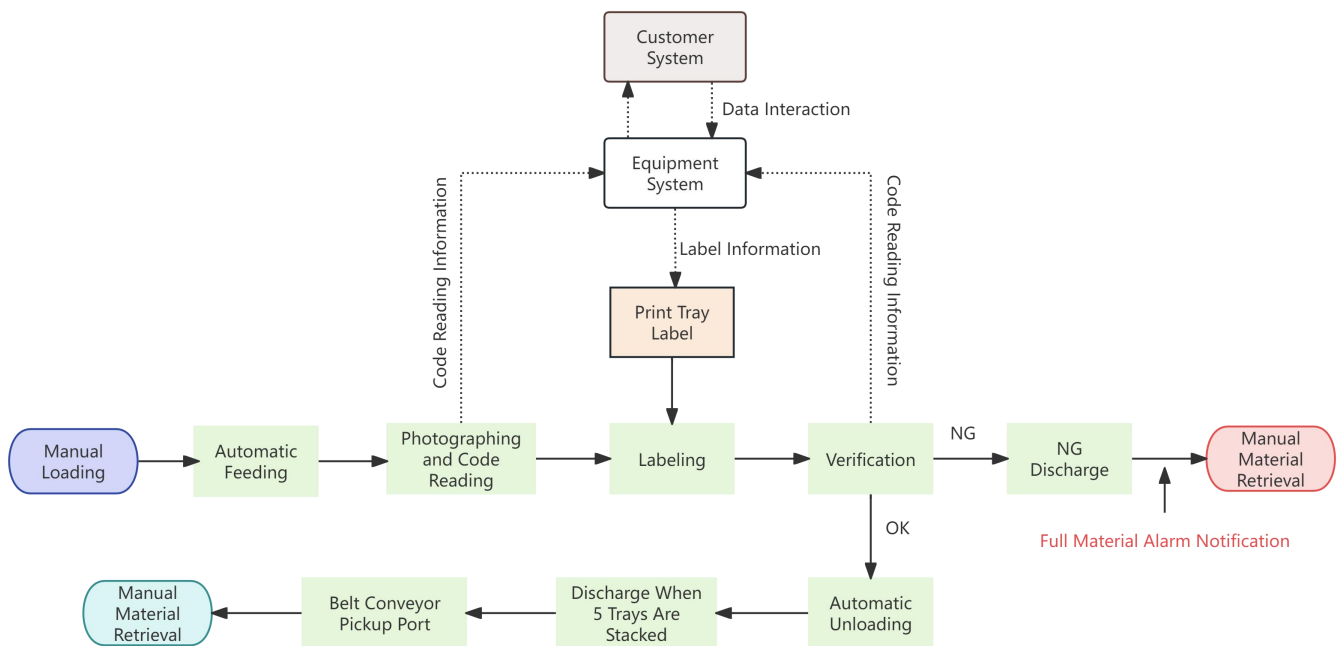 Customer
System
Data Interaction
Equipment
System
Code Reading Information
Code Reading Information
Label Information
Print Tray
Label
Manual
Loading
Automatic
Feeding
Photographing
and Code
Reading
Labeling
Verification
NG
NG
Discharge
Manual
Material
Retrieval
OK
Full Material Alarm Notification
Manual
Material
Retrieval
Belt Conveyor
Pickup Port
Discharge When
5 Trays Are
Stacked
Automatic
Unloading